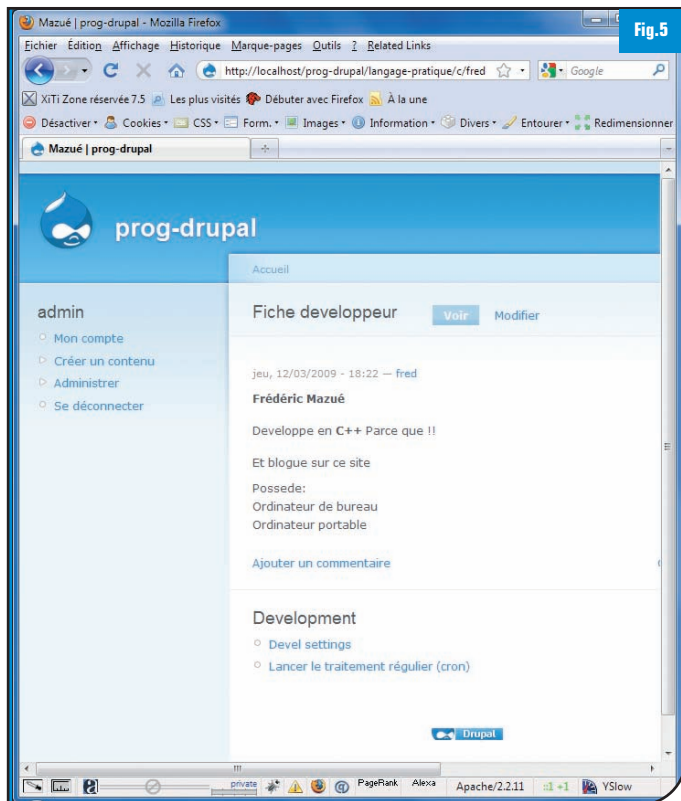 Mazué | prog-drupal - Mozilla Firefox
Fig.5
Fichier Édition Affichage Historique Marque-pages Outils ? Related Links
http://localhost/prog-drupal/langage-pratique/c/fred
Google
XiTi Zone réservée 7.5 Les plus visités Débuter avec Firefox À la une
Désactiver Cookies CSS Form. Images Information Divers Entourer Redimensionner
Mazué | prog-drupal
prog-drupal
Accueil
admin
Mon compte
Créer un contenu
Administrer
Se déconnecter
Fiche developpeur Voir Modifier
jeu, 12/03/2009 - 18:22 — fred
Frédéric Mazué
Developpe en C++ Parce que !!
Et blogue sur ce site
Possede:
Ordinateur de bureau
Ordinateur portable
Ajouter un commentaire
Development
Devel settings
Lancer le traitement régulier (cron)
Drupal
private PageRank Alexa Apache/2.2.11 YSlow